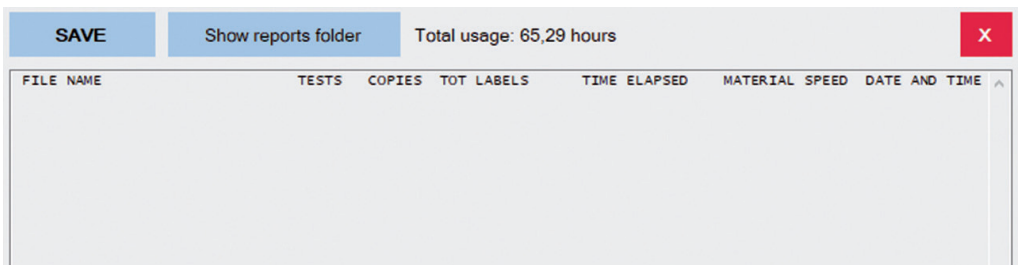 SAVE Show reports folder Total usage: 65,29 hours X
FILE NAME TESTS COPIES TOT LABELS TIME ELAPSED MATERIAL SPEED DATE AND TIME